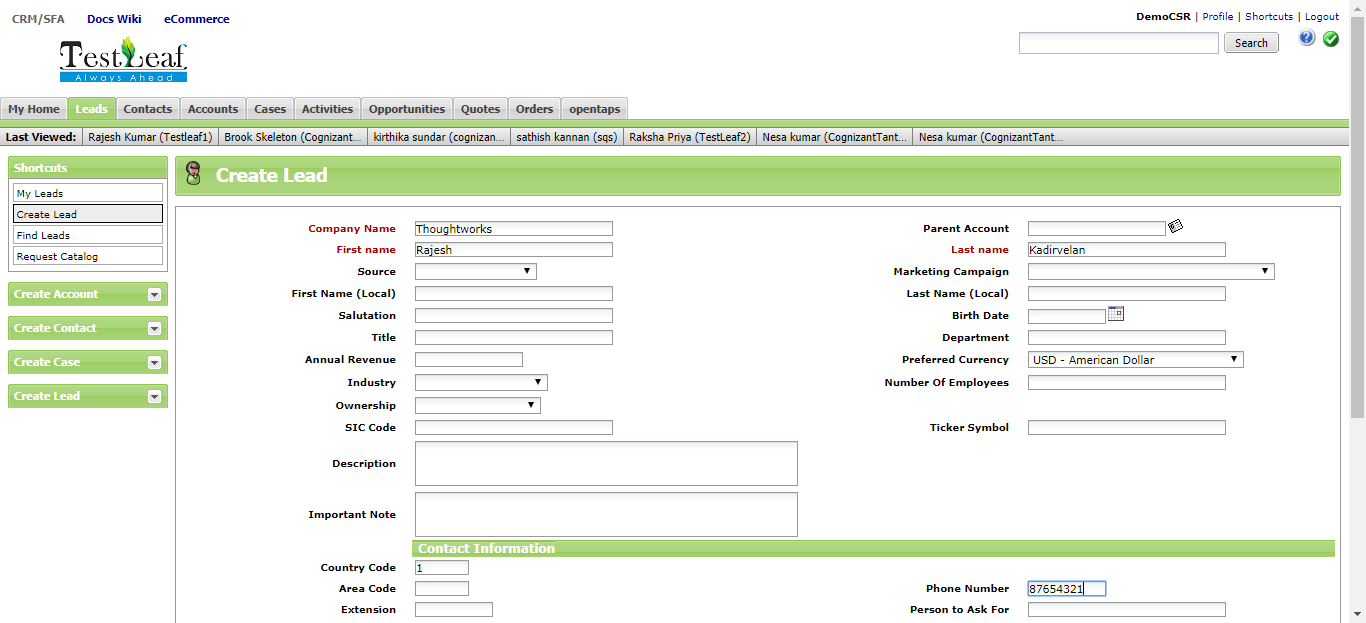 CRM/SFA Docs Wiki eCommerce
DemoCSR | Profile | Shortcuts | Logout
TestLeaf
Always Ahead
Search
My Home Leads Contacts Accounts Cases Activities Opportunities Quotes Orders opentaps
Last Viewed: Rajesh Kumar (Testleaf1) Brook Skeleton (Cognizant... kirthika sundar (cognizan... sathish kannan (sqs) Raksha Priya (TestLeaf2) Nesa kumar (CognizantTant... Nesa kumar (CognizantTant...
Shortcuts
My Leads
Create Lead
Find Leads
Request Catalog
Create Account
Create Contact
Create Case
Create Lead
Create Lead
Company Name Thoughtworks Parent Account
First name Rajesh Last name Kadirvelan
Source Marketing Campaign
First Name (Local) Last Name (Local)
Salutation Birth Date
Title Department
Annual Revenue Preferred Currency USD - American Dollar
Industry Number Of Employees
Ownership
SIC Code Ticker Symbol
Description
Important Note
Contact Information
Country Code 1
Area Code Phone Number 87654321
Extension Person to Ask For